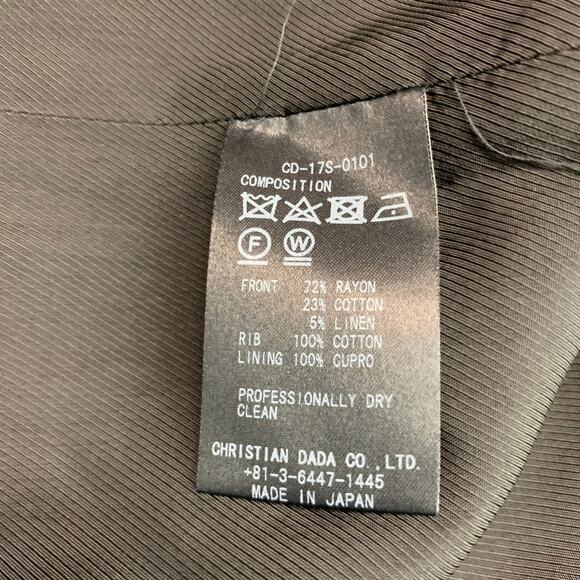 CD-17S-0101
COMPOSITION
F W
FRONT 72% RAYON
23% COTTON
5% LINEN
RIB 100% COTTON
LINING 100% CUPRO
PROFESSIONALLY DRY
CLEAN
CHRISTIAN DADA CO.,LTD.
+81-3-6447-1445
MADE IN JAPAN